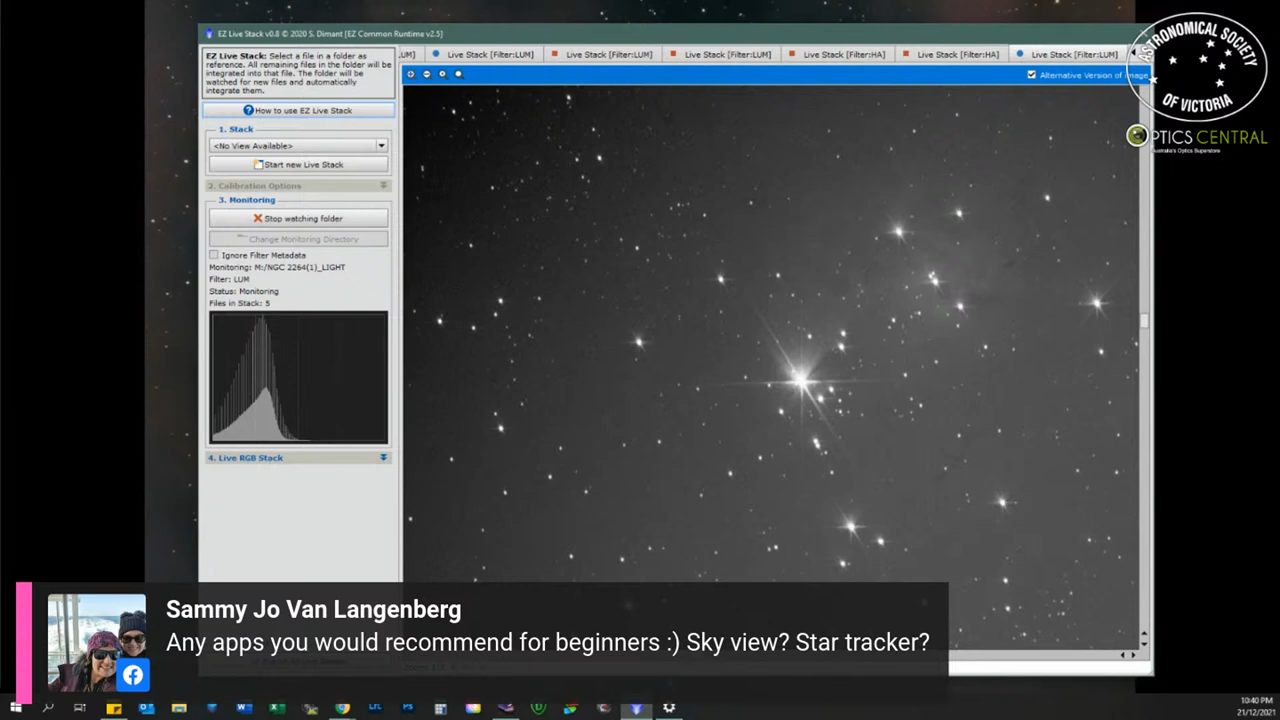 EZ Live Stack v0.8 © 2020 S. Dimant [EZ Common Runtime v2.5]
EZ Live Stack: Select a file in a folder as
reference. All remaining files in the folder will be
integrated into that file. The folder will be
watched for new files and automatically
integrate them.
How to use EZ Live Stack
1. Stack
<No View Available>
Start new Live Stack
2. Calibration Options
3. Monitoring
Stop watching folder
Change Monitoring Directory
Ignore Filter Metadata
Monitoring: M:/NGC 2264(1)_LIGHT
Filter: LUM
Status: Monitoring
Files in Stack: 5
4. Live RGB Stack
.UM]
Live Stack [Filter:LUM]
Live Stack [Filter:LUM]
Live Stack [Filter:LUM]
Live Stack [Filter:HA]
Live Stack [Filter:HA]
Live Stack [Filter:LUM]
Alternative Version of Image
ASTRONOMICAL SOCIETY
OF VICTORIA
OPTICS CENTRAL
Australia's Optics Superstore
Sammy Jo Van Langenberg
Any apps you would recommend for beginners :) Sky view? Star tracker?
10:40 PM
21/12/2021